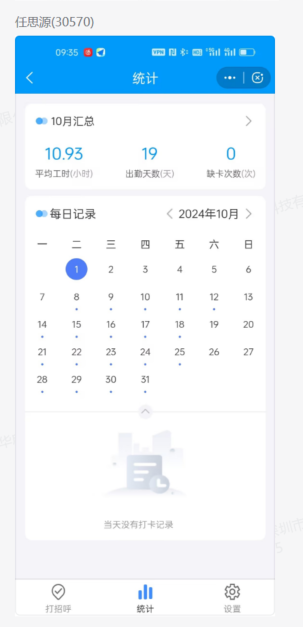 任思源(30570)
09:35
统计
10月汇总
10.93 19 0
平均工时(小时) 出勤天数(天) 缺卡次数(次)
每日记录 2024年10月
一 二 三 四 五 六 日
1 2 3 4 5 6
7 8 9 10 11 12 13
14 15 16 17 18 19 20
21 22 23 24 25 26 27
28 29 30 31
当天没有打卡记录
打招呼 统计 设置